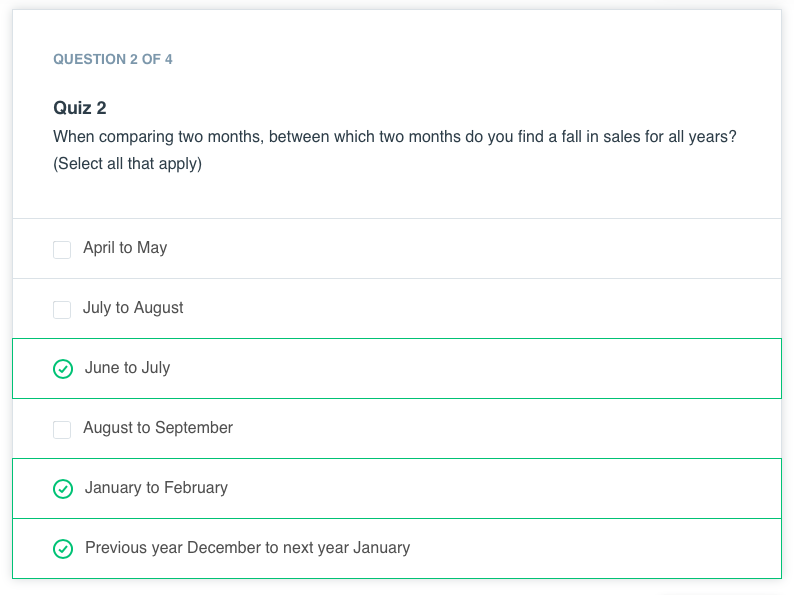 QUESTION 2 OF 4
Quiz 2
When comparing two months, between which two months do you find a fall in sales for all years?
(Select all that apply)
April to May
July to August
June to July
August to September
January to February
Previous year December to next year January